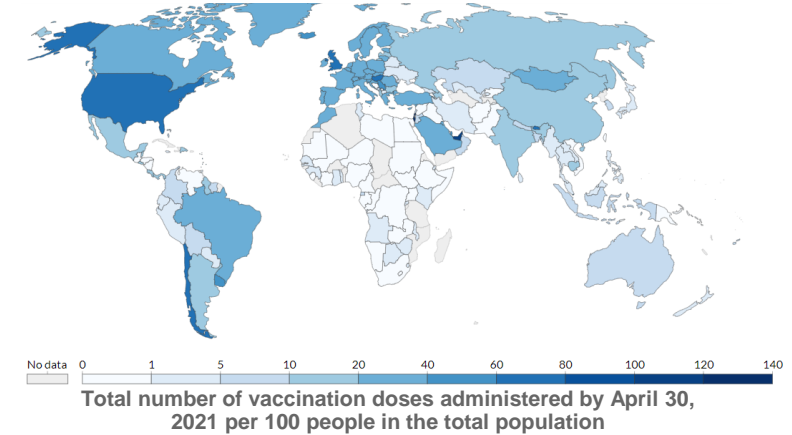 No data 0 1 5 10 20 40 60 80 100 120 140
Total number of vaccination doses administered by April 30,
2021 per 100 people in the total population